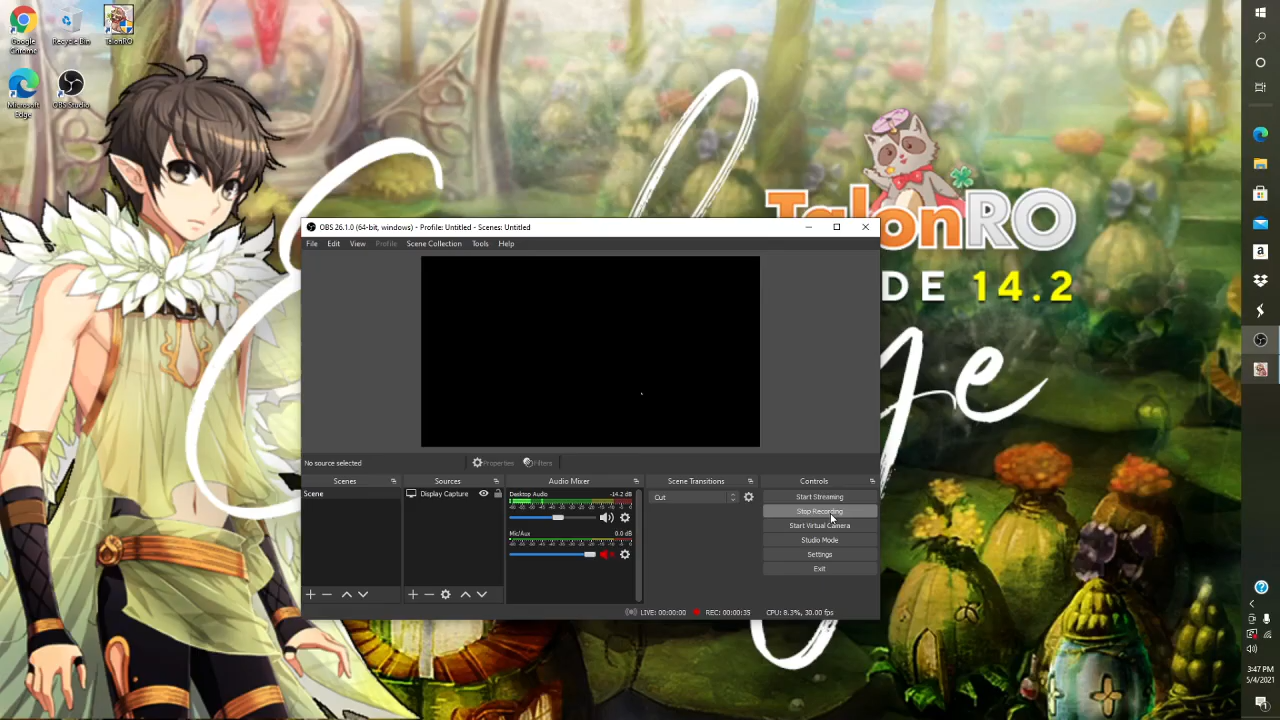 Google
Chrome
Recycle Bin
TalonRO
Microsoft
Edge
OBS Studio
TalonRO
DE 14.2
OBS 26.1.0 (64-bit, windows) - Profile: Untitled - Scenes: Untitled
File Edit View Profile Scene Collection Tools Help
No source selected
Properties
Filters
Scenes
Sources
Audio Mixer
Scene Transitions
Controls
Scene
Display Capture
Desktop Audio -14.2 dB
Mic/Aux 0.0 dB
Cut
Start Streaming
Stop Recording
Start Virtual Camera
Studio Mode
Settings
Exit
LIVE: 00:00:00
REC: 00:00:35
CPU: 8.3%, 30.00 fps
3:47 PM
5/4/2021